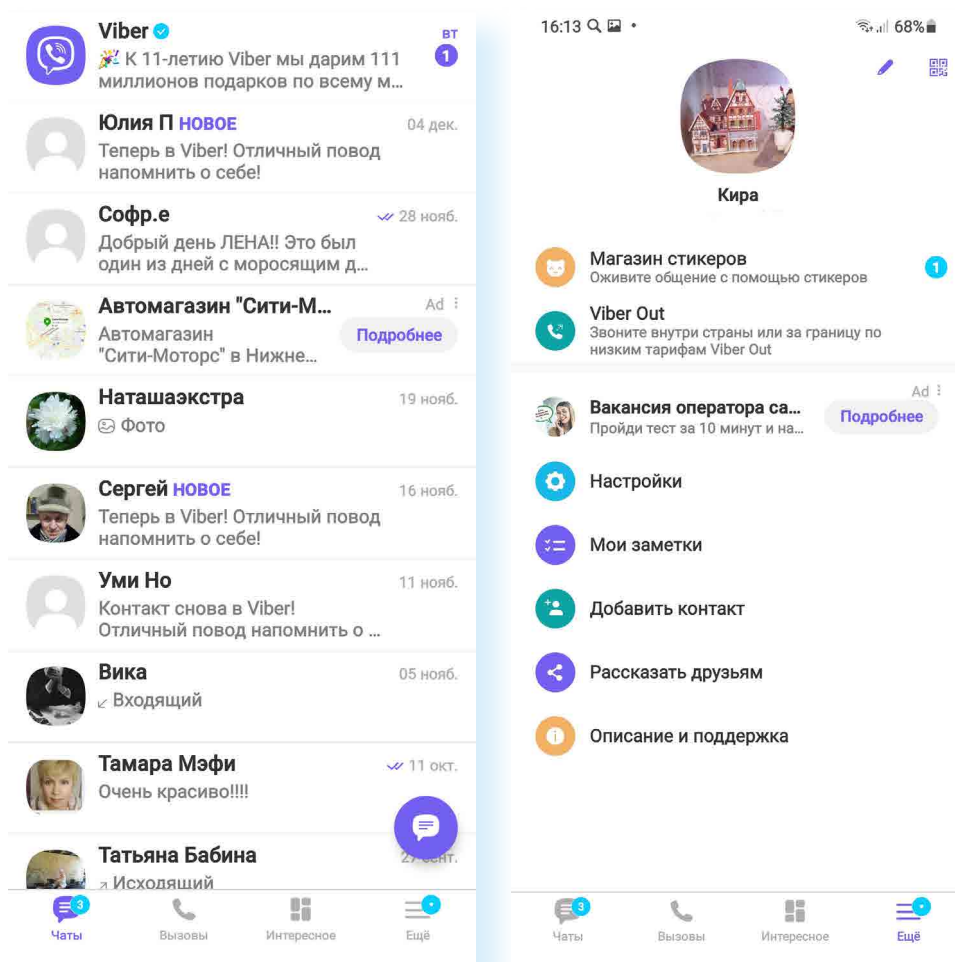 Viber
ВТ
🎉 К 11-летию Viber мы дарим 111
1
миллионов подарков по всему м...
Юлия П НОВОЕ
04 дек.
Теперь в Viber! Отличный повод
напомнить о себе!
Софр.е
28 нояб.
Добрый день ЛЕНА!! Это был
один из дней с моросящим д...
Автомагазин "Сити-М...
Ad
Автомагазин
"Сити-Моторс" в Нижне...
Подробнее
Наташаэкстра
19 нояб.
Фото
Сергей НОВОЕ
16 нояб.
Теперь в Viber! Отличный повод
напомнить о себе!
Уми Но
11 нояб.
Контакт снова в Viber!
Отличный повод напомнить о ...
Вика
05 нояб.
Входящий
Тамара Мэфи
11 окт.
Очень красиво!!!!
Татьяна Бабина
27 сент.
Исходящий
3
Чаты
Вызовы
Интересное
Ещё
16:13
68%
Кира
Магазин стикеров
Оживите общение с помощью стикеров
1
Viber Out
Звоните внутри страны или за границу по
низким тарифам Viber Out
Ad
Вакансия оператора са...
Пройди тест за 10 минут и на...
Подробнее
Настройки
Мои заметки
Добавить контакт
Рассказать друзьям
Описание и поддержка
3
Чаты
Вызовы
Интересное
Ещё